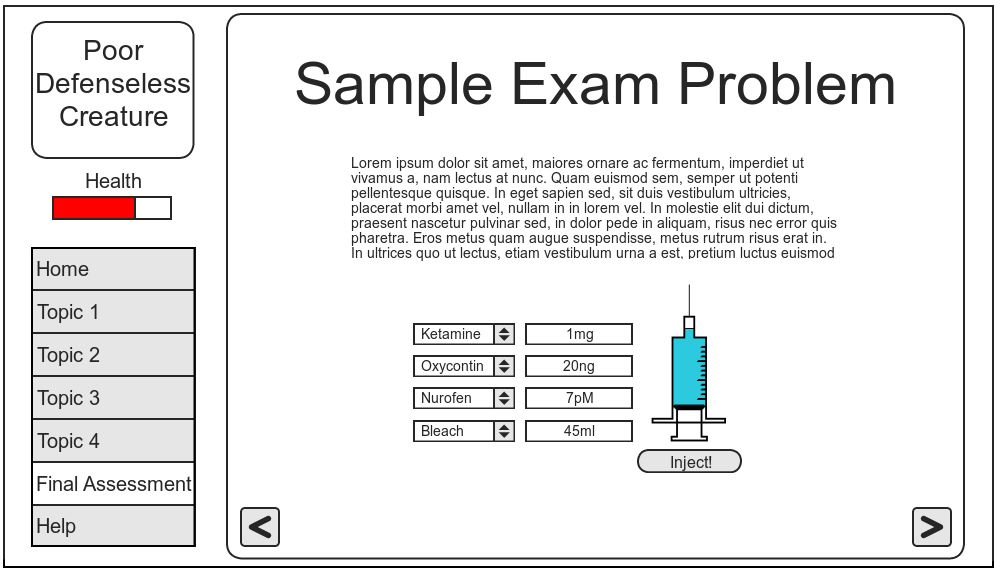 Poor
Defenseless
Creature
Health
Home
Topic 1
Topic 2
Topic 3
Topic 4
Final Assessment
Help
Sample Exam Problem
Lorem ipsum dolor sit amet, maiores ornare ac fermentum, imperdiet ut
vivamus a, nam lectus at nunc. Quam euismod sem, semper ut potenti
pellentesque quisque. In eget sapien sed, sit duis vestibulum ultricies,
placerat morbi amet vel, nullam in in lorem vel. In molestie elit dui dictum,
praesent nascetur pulvinar sed, in dolor pede in aliquam, risus nec error quis
pharetra. Eros metus quam augue suspendisse, metus rutrum risus erat in.
In ultrices quo ut lectus, etiam vestibulum urna a est, pretium luctus euismod
Ketamine 1mg
Oxycontin 20ng
Nurofen 7pM
Bleach 45ml
Inject!
< >